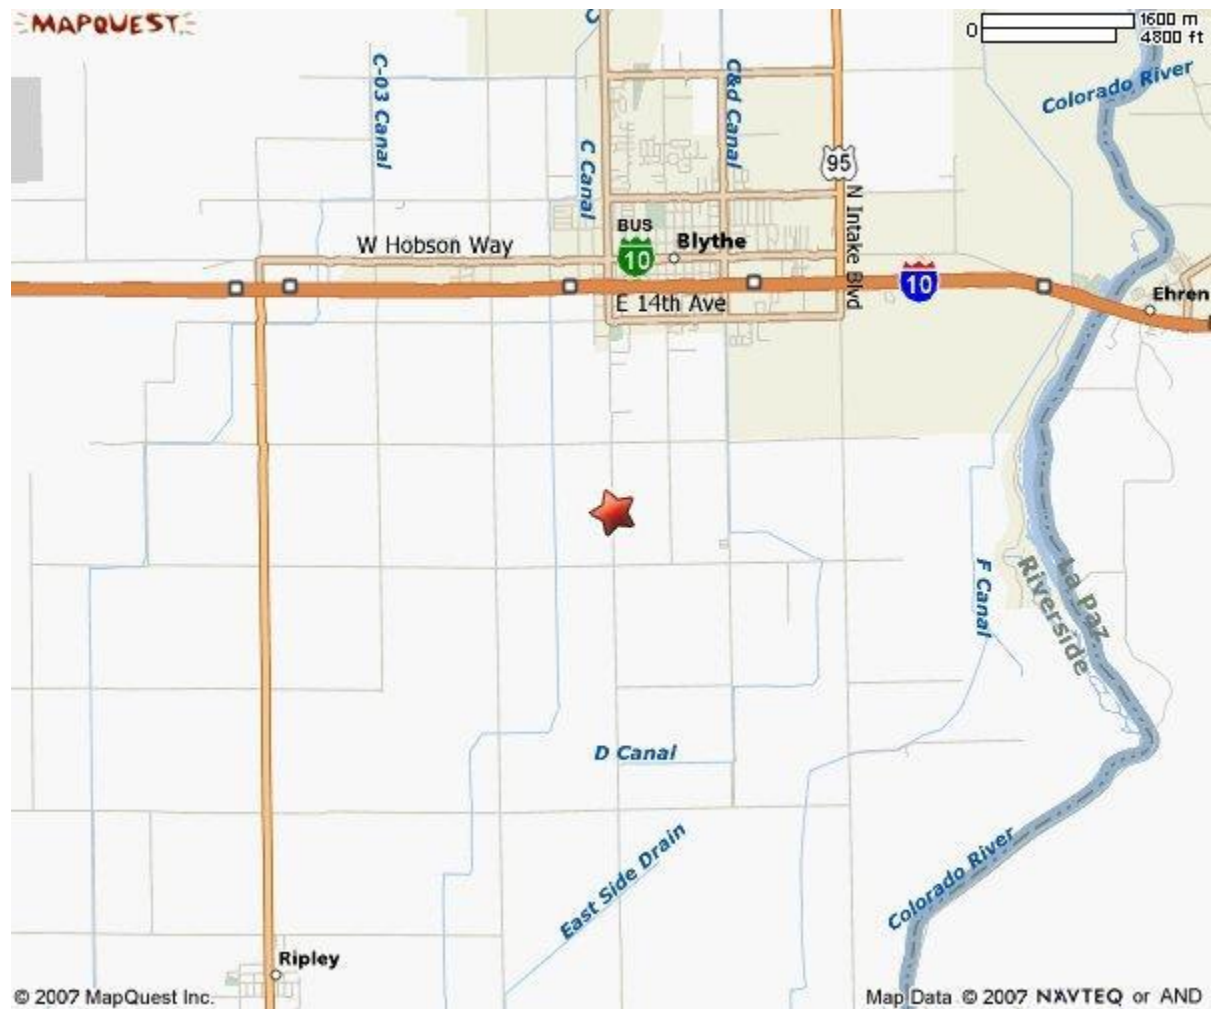 MAPQUEST
1600 m
0
4800 ft
C-03 Canal
C Canal
C&d Canal
Colorado River
95
N Intake Blvd
BUS
10
Blythe
W Hobson Way
10
E 14th Ave
Ehren
F Canal
La Paz
Riverside
D Canal
East Side Drain
Colorado River
Ripley
© 2007 MapQuest Inc.
Map Data © 2007 NAVTEQ or AND